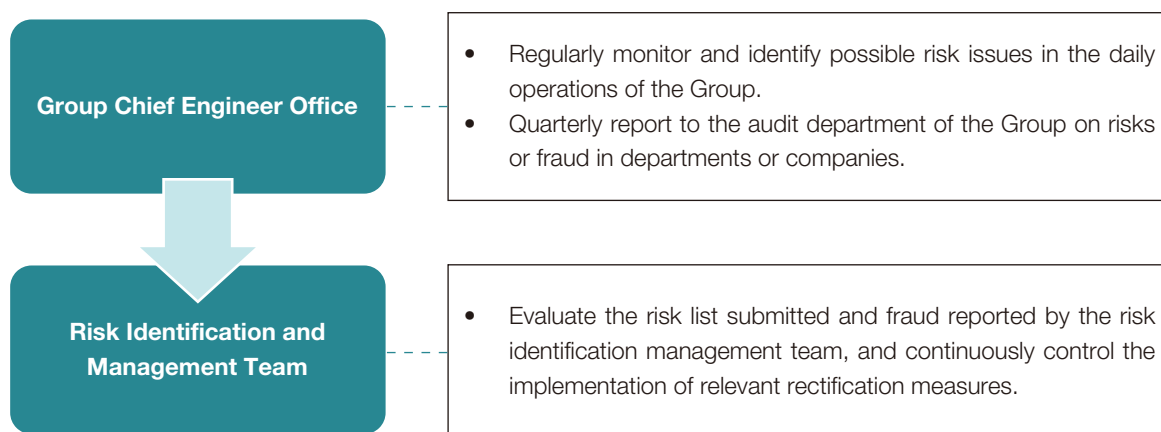 Group Chief Engineer Office
• Regularly monitor and identify possible risk issues in the daily
operations of the Group.
• Quarterly report to the audit department of the Group on risks
or fraud in departments or companies.
Risk Identification and
Management Team
• Evaluate the risk list submitted and fraud reported by the risk
identification management team, and continuously control the
implementation of relevant rectification measures.